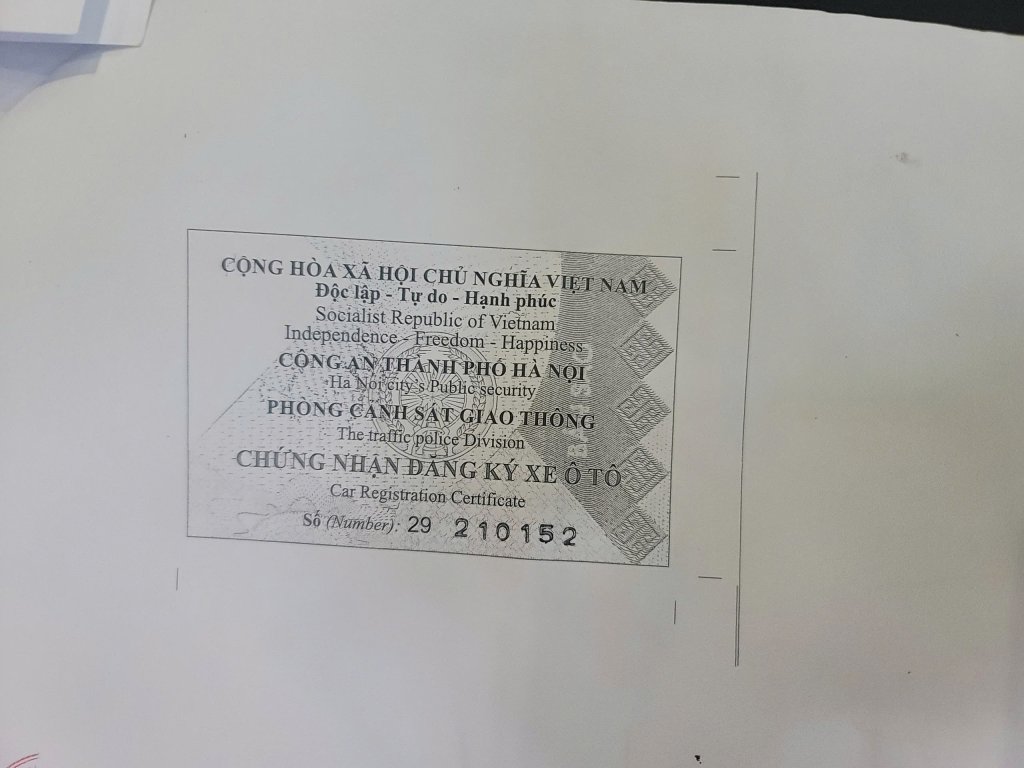 CỘNG HÒA XÃ HỘI CHỦ NGHĨA VIỆT NAM
Độc lập - Tự do - Hạnh phúc
Socialist Republic of Vietnam
Independence - Freedom - Happiness
CÔNG AN THÀNH PHỐ HÀ NỘI
Ha Noi city's Public security
PHÒNG CẢNH SÁT GIAO THÔNG
The traffic police Division
CHỨNG NHẬN ĐĂNG KÝ XE Ô TÔ
Car Registration Certificate
Số (Number): 29 210152